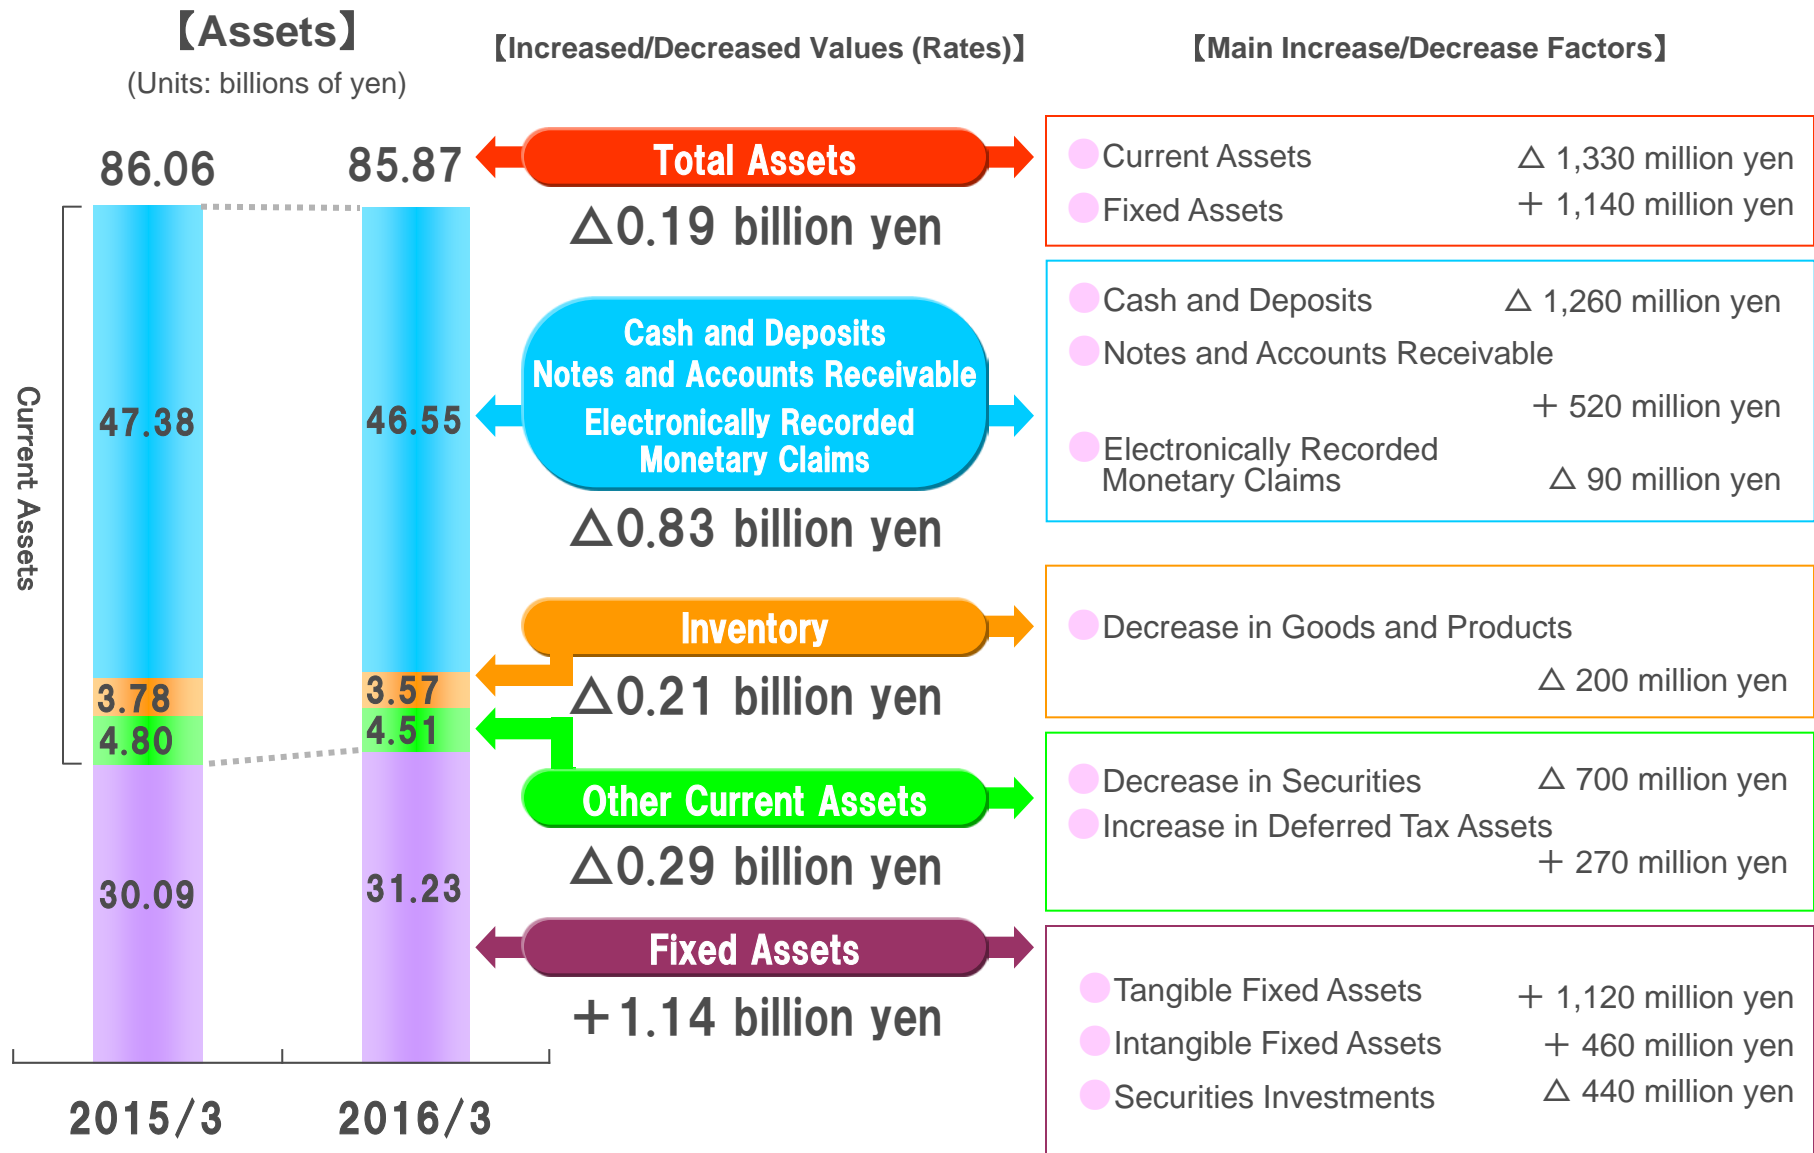 【Assets】
(Units: billions of yen)
【Increased/Decreased Values (Rates)】
【Main Increase/Decrease Factors】
86.06
85.87
Current Assets
47.38
46.55
3.78
3.57
4.80
4.51
30.09
31.23
2015/3
2016/3
Total Assets
△0.19 billion yen
Cash and Deposits
Notes and Accounts Receivable
Electronically Recorded
Monetary Claims
△0.83 billion yen
Inventory
△0.21 billion yen
Other Current Assets
△0.29 billion yen
Fixed Assets
+1.14 billion yen
Current Assets △ 1,330 million yen
Fixed Assets + 1,140 million yen
Cash and Deposits △ 1,260 million yen
Notes and Accounts Receivable
+ 520 million yen
Electronically Recorded
Monetary Claims △ 90 million yen
Decrease in Goods and Products
△ 200 million yen
Decrease in Securities △ 700 million yen
Increase in Deferred Tax Assets
+ 270 million yen
Tangible Fixed Assets + 1,120 million yen
Intangible Fixed Assets + 460 million yen
Securities Investments △ 440 million yen